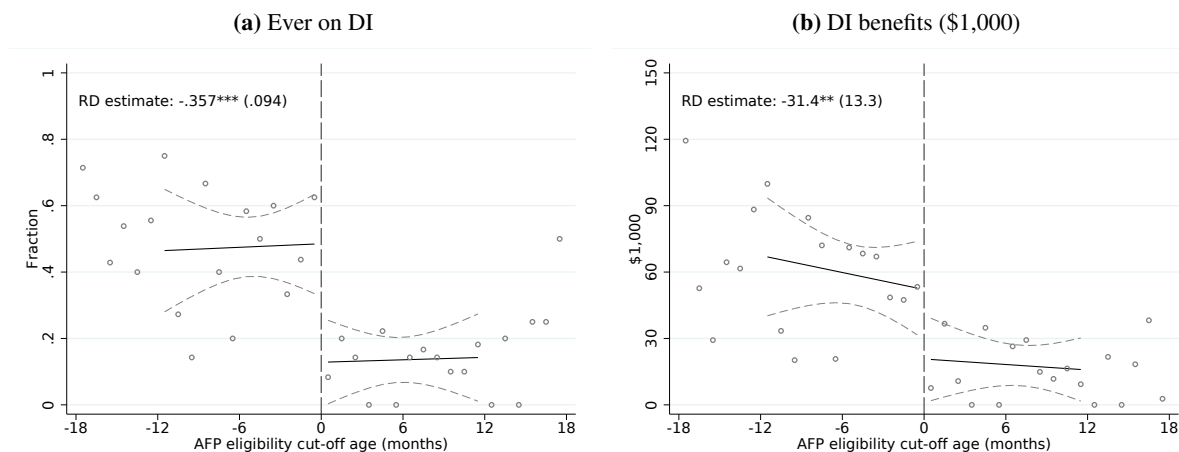 (a) Ever on DI
RD estimate: -.357*** (.094)
Fraction
1
.8
.6
.4
.2
0
-18 -12 -6 0 6 12 18
AFP eligibility cut-off age (months)
(b) DI benefits ($1,000)
RD estimate: -31.4** (13.3)
$1,000
150
120
90
60
30
0
-18 -12 -6 0 6 12 18
AFP eligibility cut-off age (months)